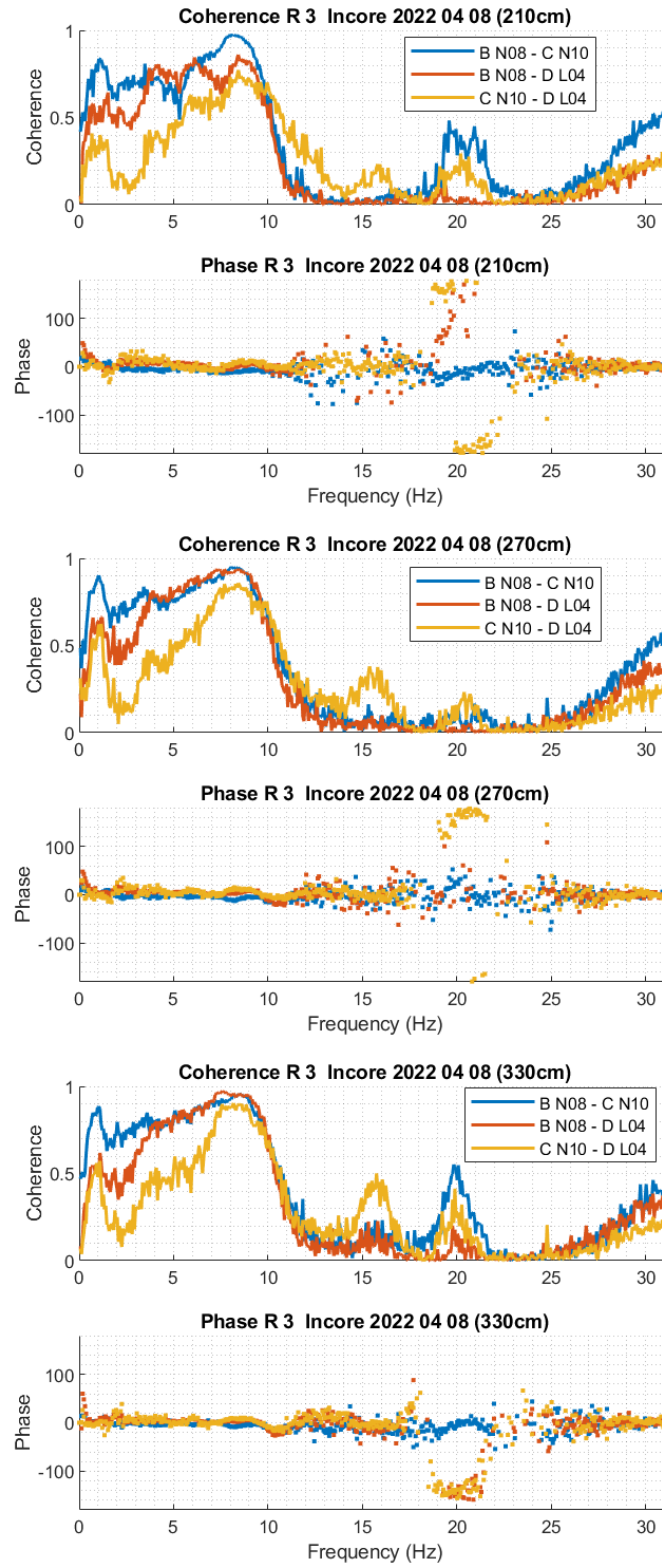 Coherence R 3 Incore 2022 04 08 (210cm)
1
0.5
0
Coherence
B N08 - C N10
B N08 - D L04
C N10 - D L04
0 5 10 15 20 25 30
Phase R 3 Incore 2022 04 08 (210cm)
100
0
-100
Phase
0 5 10 15 20 25 30
Frequency (Hz)
Coherence R 3 Incore 2022 04 08 (270cm)
1
0.5
0
Coherence
B N08 - C N10
B N08 - D L04
C N10 - D L04
0 5 10 15 20 25 30
Phase R 3 Incore 2022 04 08 (270cm)
100
0
-100
Phase
0 5 10 15 20 25 30
Frequency (Hz)
Coherence R 3 Incore 2022 04 08 (330cm)
1
0.5
0
Coherence
B N08 - C N10
B N08 - D L04
C N10 - D L04
0 5 10 15 20 25 30
Phase R 3 Incore 2022 04 08 (330cm)
100
0
-100
Phase
0 5 10 15 20 25 30
Frequency (Hz)